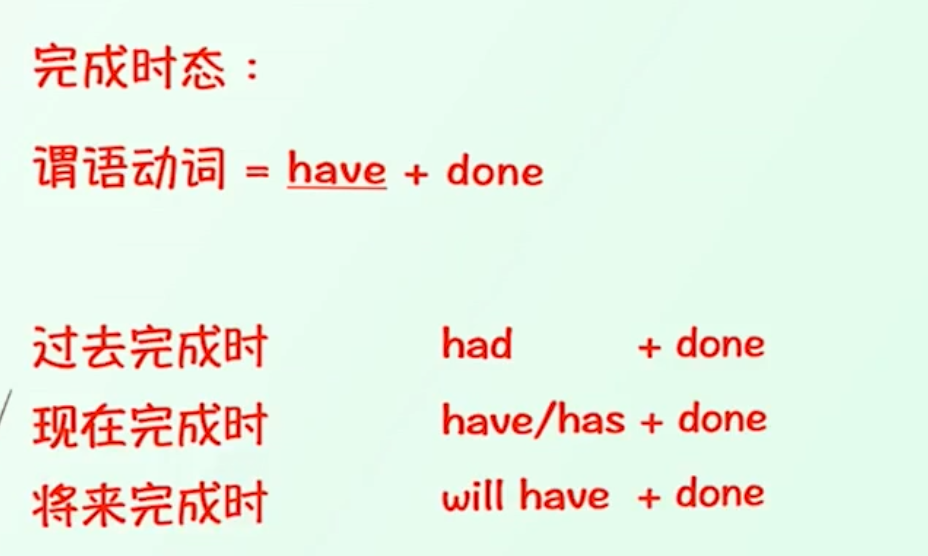 完成时态：
谓语动词 = have + done
过去完成时 had + done
现在完成时 have/has + done
将来完成时 will have + done